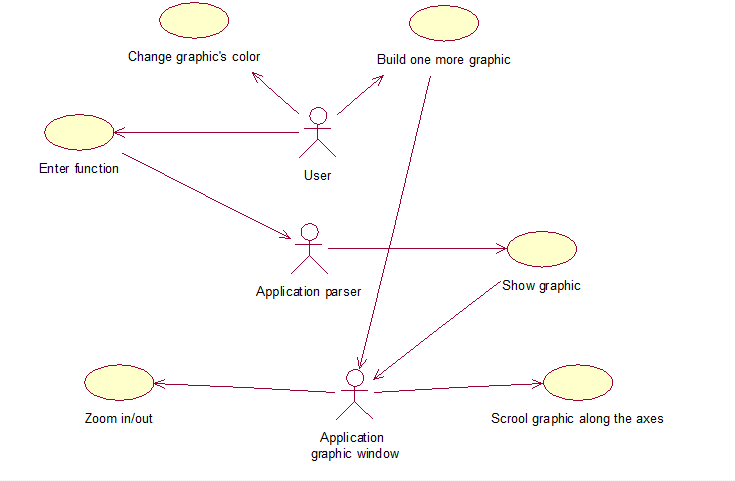 Change graphic's color
Build one more graphic
Enter function
User
Application parser
Show graphic
Zoom in/out
Application
graphic window
Scrool graphic along the axes